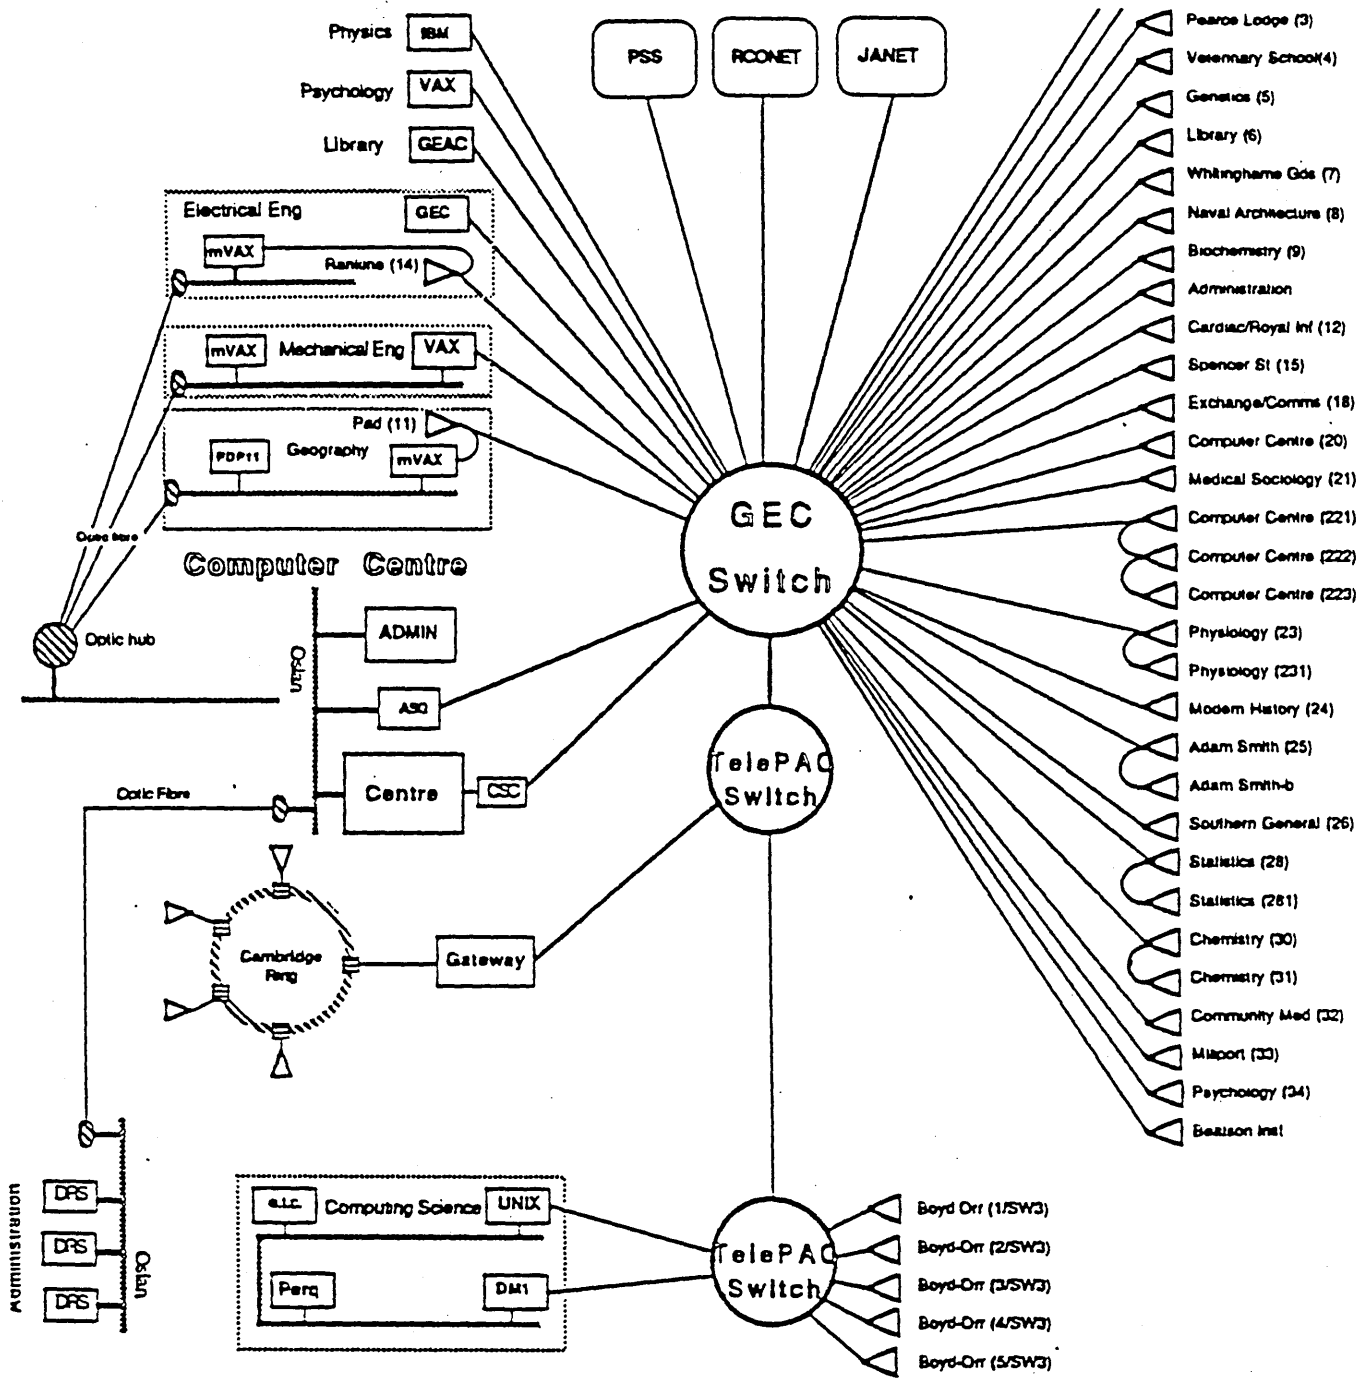 Physics
IBM
Psychology
VAX
Library
GEAC
PSS
RCONET
JANET
Electrical Eng
GEC
mVAX
Rankine (14)
mVAX
Mechanical Eng
VAX
Pad (11)
PDP11
Geography
mVAX
Optic fibre
Optic hub
Computer Centre
Oslan
ADMIN
ASQ
Centre
CSC
Optic Fibre
GEC
Switch
TelePAC
Switch
Cambridge
Ring
Gateway
Administration
DRS
DRS
DRS
Oslan
e.t.c.
Computing Science
UNIX
Perq
DM1
TelePAC
Switch
Pearce Lodge (3)
Veterinary School(4)
Genetics (5)
Library (6)
Whitinghame Gds (7)
Naval Architecture (8)
Biochemistry (9)
Administration
Cardiac/Royal Inf (12)
Spencer St (15)
Exchange/Comms (18)
Computer Centre (20)
Medical Sociology (21)
Computer Centre (221)
Computer Centre (222)
Computer Centre (223)
Physiology (23)
Physiology (231)
Modern History (24)
Adam Smith (25)
Adam Smith-b
Southern General (26)
Statistics (28)
Statistics (281)
Chemistry (30)
Chemistry (31)
Community Med (32)
Milport (33)
Psychology (34)
Beatson Inst
Boyd Orr (1/SW3)
Boyd-Orr (2/SW3)
Boyd-Orr (3/SW3)
Boyd-Orr (4/SW3)
Boyd-Orr (5/SW3)